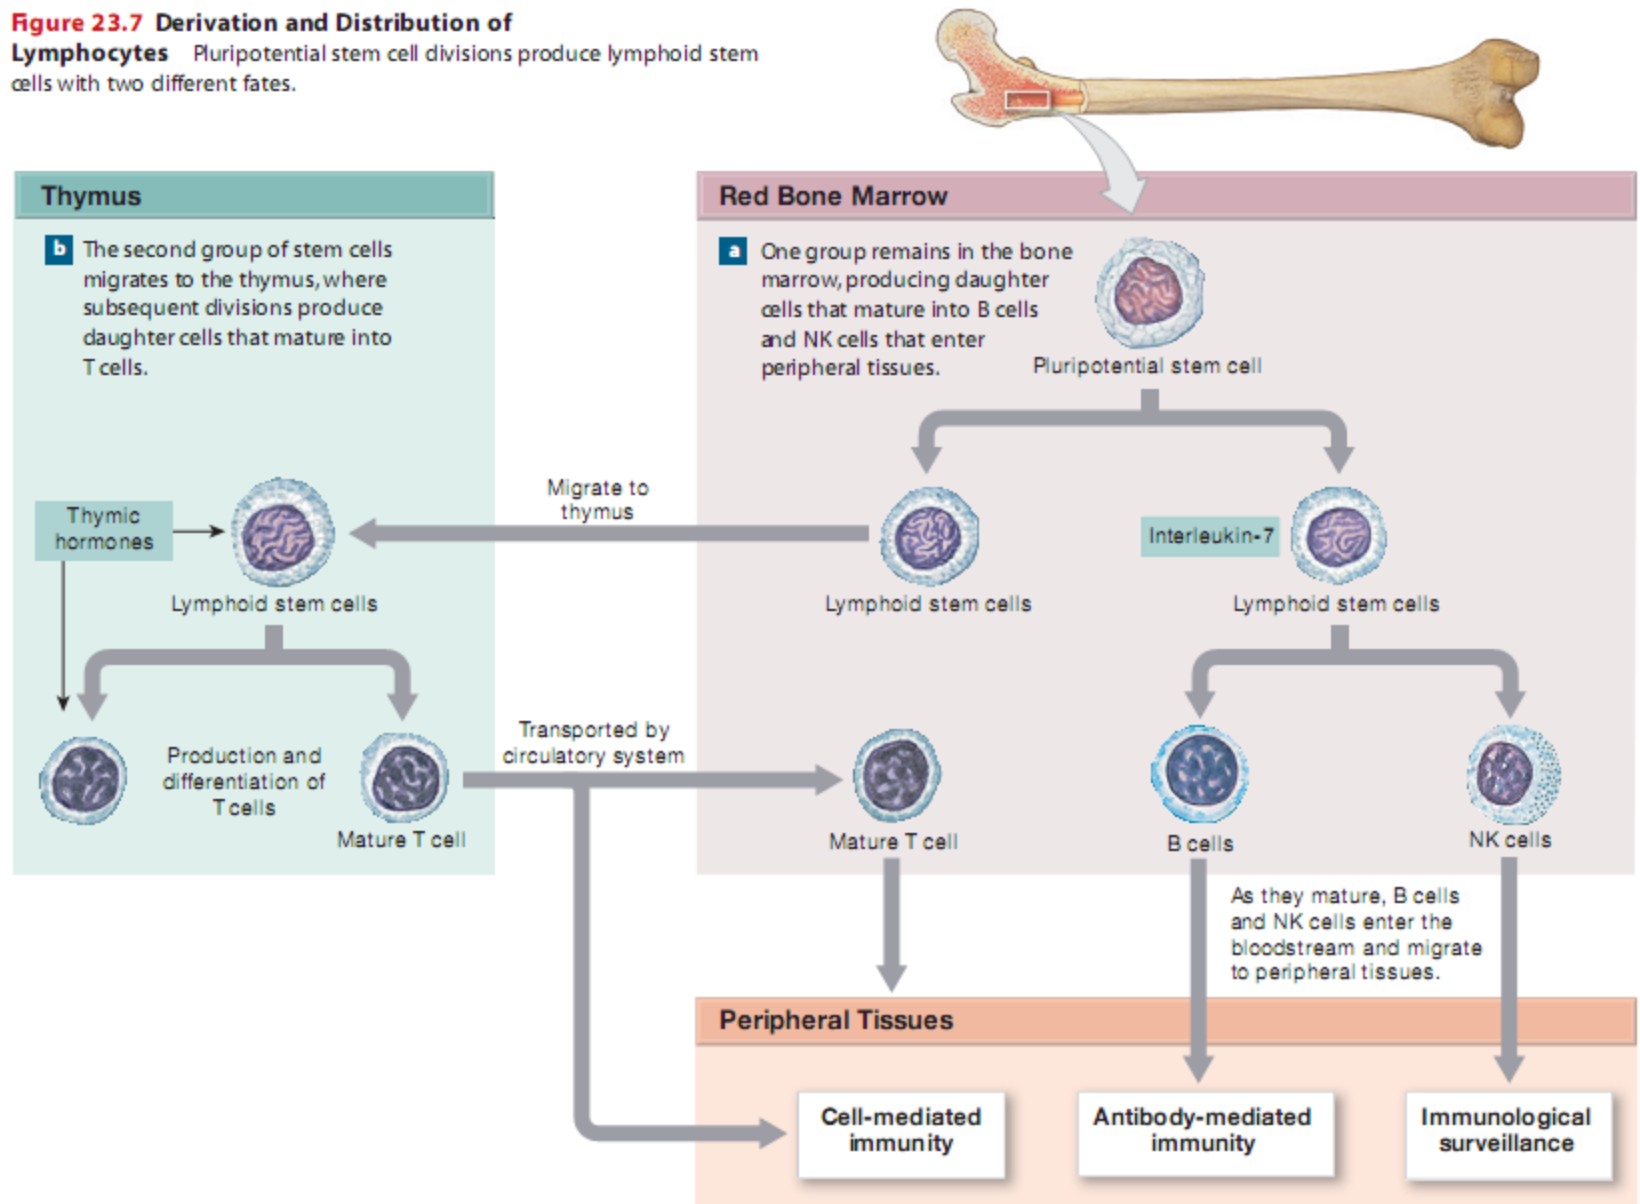 Figure 23.7 Derivation and Distribution of
Lymphocytes Pluripotential stem cell divisions produce lymphoid stem
cells with two different fates.
Thymus
b The second group of stem cells
migrates to the thymus, where
subsequent divisions produce
daughter cells that mature into
T cells.
Red Bone Marrow
a One group remains in the bone
marrow, producing daughter
cells that mature into B cells
and NK cells that enter
peripheral tissues.
Pluripotential stem cell
Thymic
hormones
Lymphoid stem cells
Migrate to
thymus
Lymphoid stem cells
Interleukin-7
Lymphoid stem cells
Production and
differentiation of
T cells
Mature T cell
Transported by
circulatory system
Mature T cell
B cells
NK cells
As they mature, B cells
and NK cells enter the
bloodstream and migrate
to peripheral tissues.
Peripheral Tissues
Cell-mediated
immunity
Antibody-mediated
immunity
Immunological
surveillance